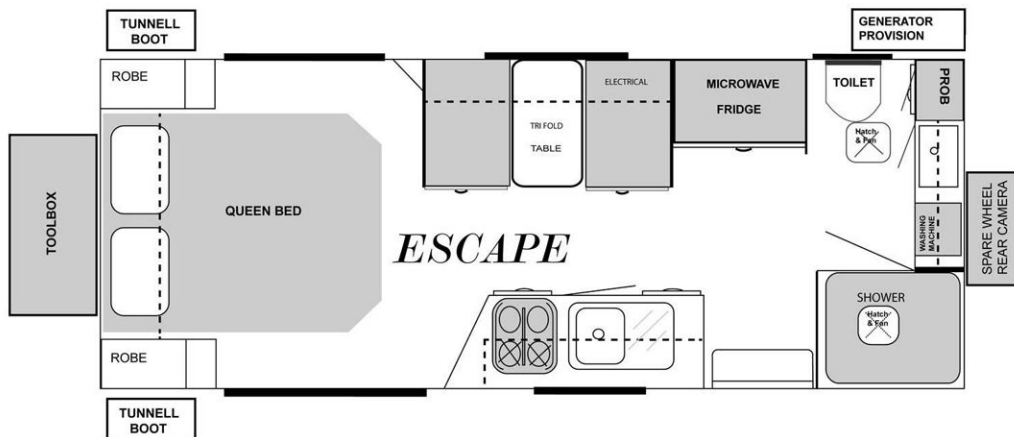 TUNNELL
BOOT
GENERATOR
PROVISION
ROBE
ELECTRICAL
MICROWAVE
FRIDGE
TOILET
PROB
TRI FOLD
TABLE
Hatch
& Fan
TOOLBOX
QUEEN BED
ESCAPE
WASHING
MACHINE
SPARE WHEEL
REAR CAMERA
SHOWER
Hatch
& Fan
ROBE
TUNNELL
BOOT